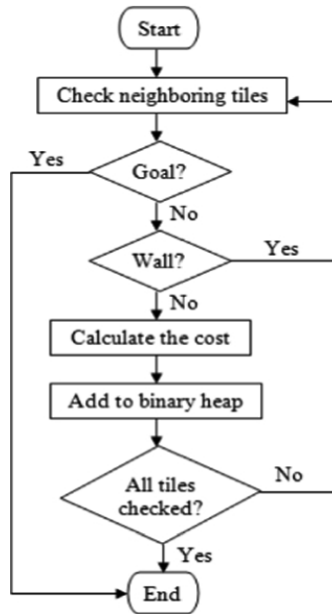 Start
Check neighboring tiles
Yes
Goal?
No
Wall?
Yes
No
Calculate the cost
Add to binary heap
All tiles
checked?
No
Yes
End